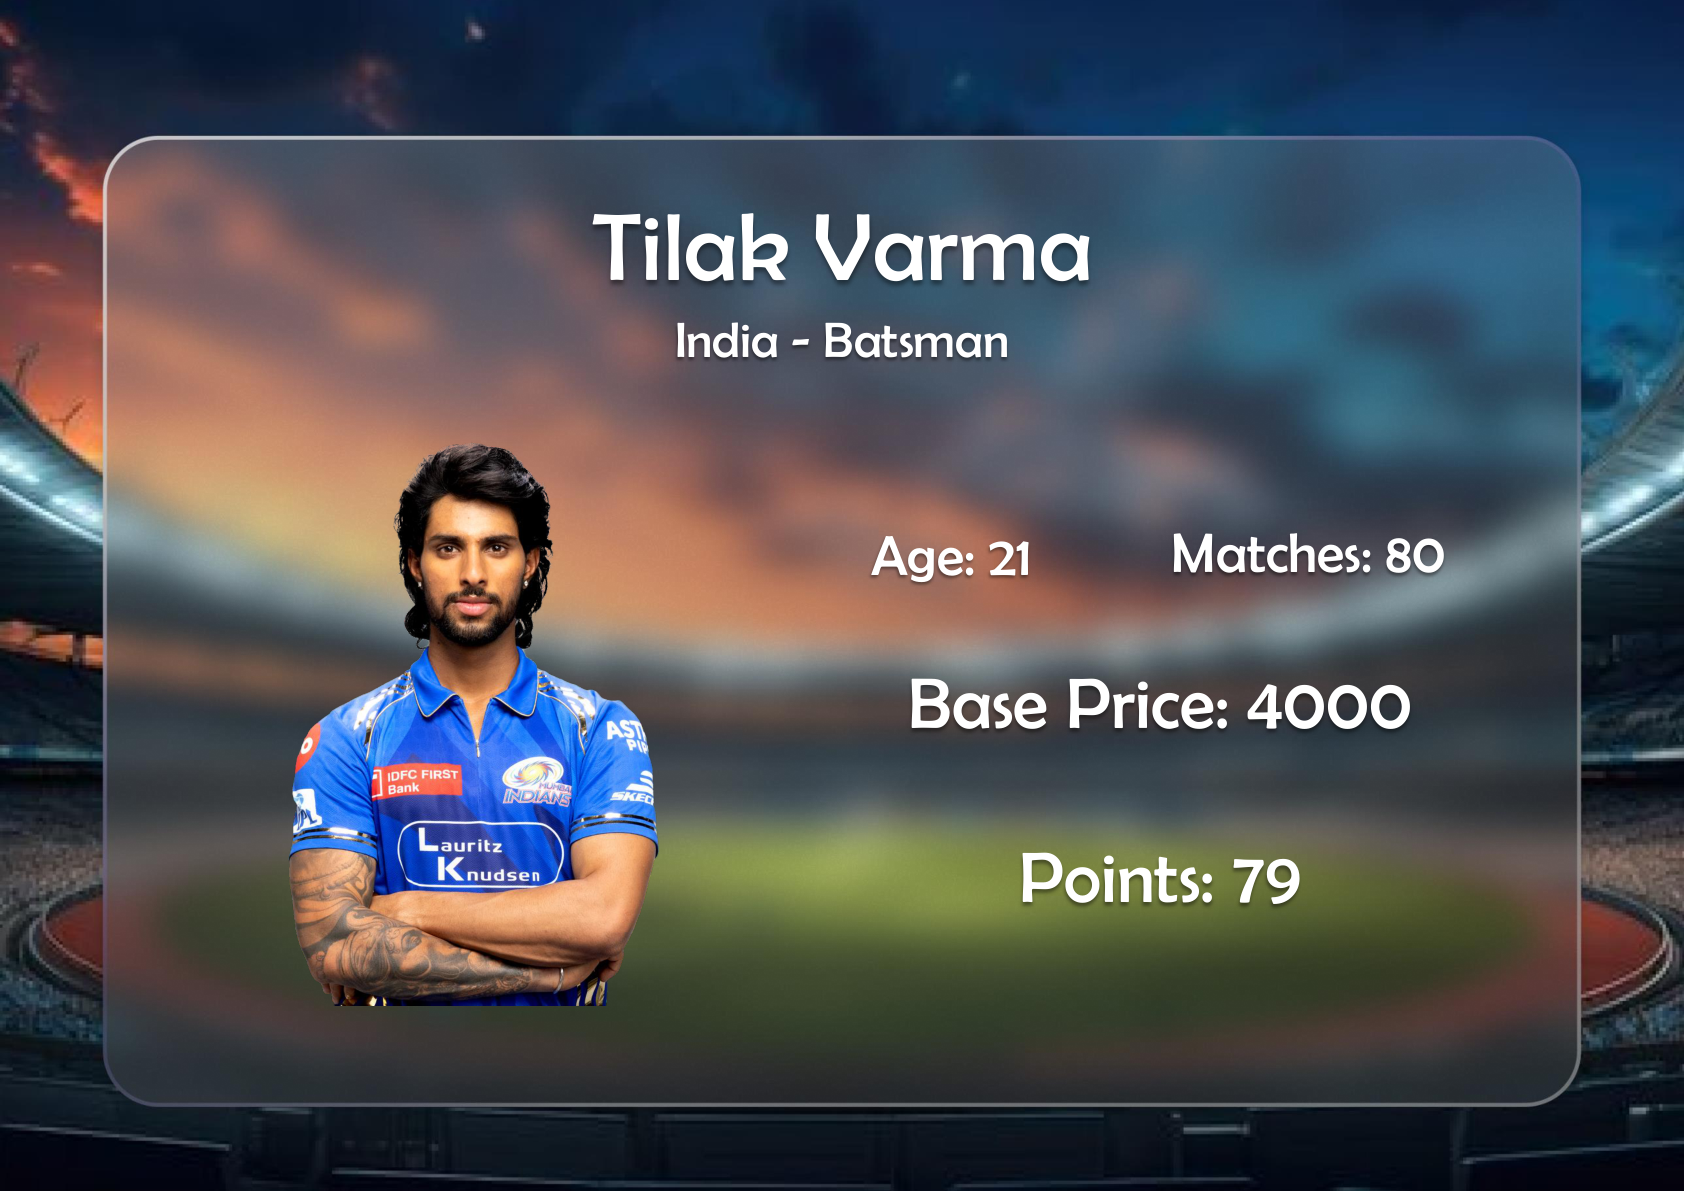 Tilak Varma
India - Batsman
Age: 21
Matches: 80
Base Price: 4000
Points: 79
IDFC FIRST
Bank
MUMBAI
INDIANS
Lauritz
Knudsen